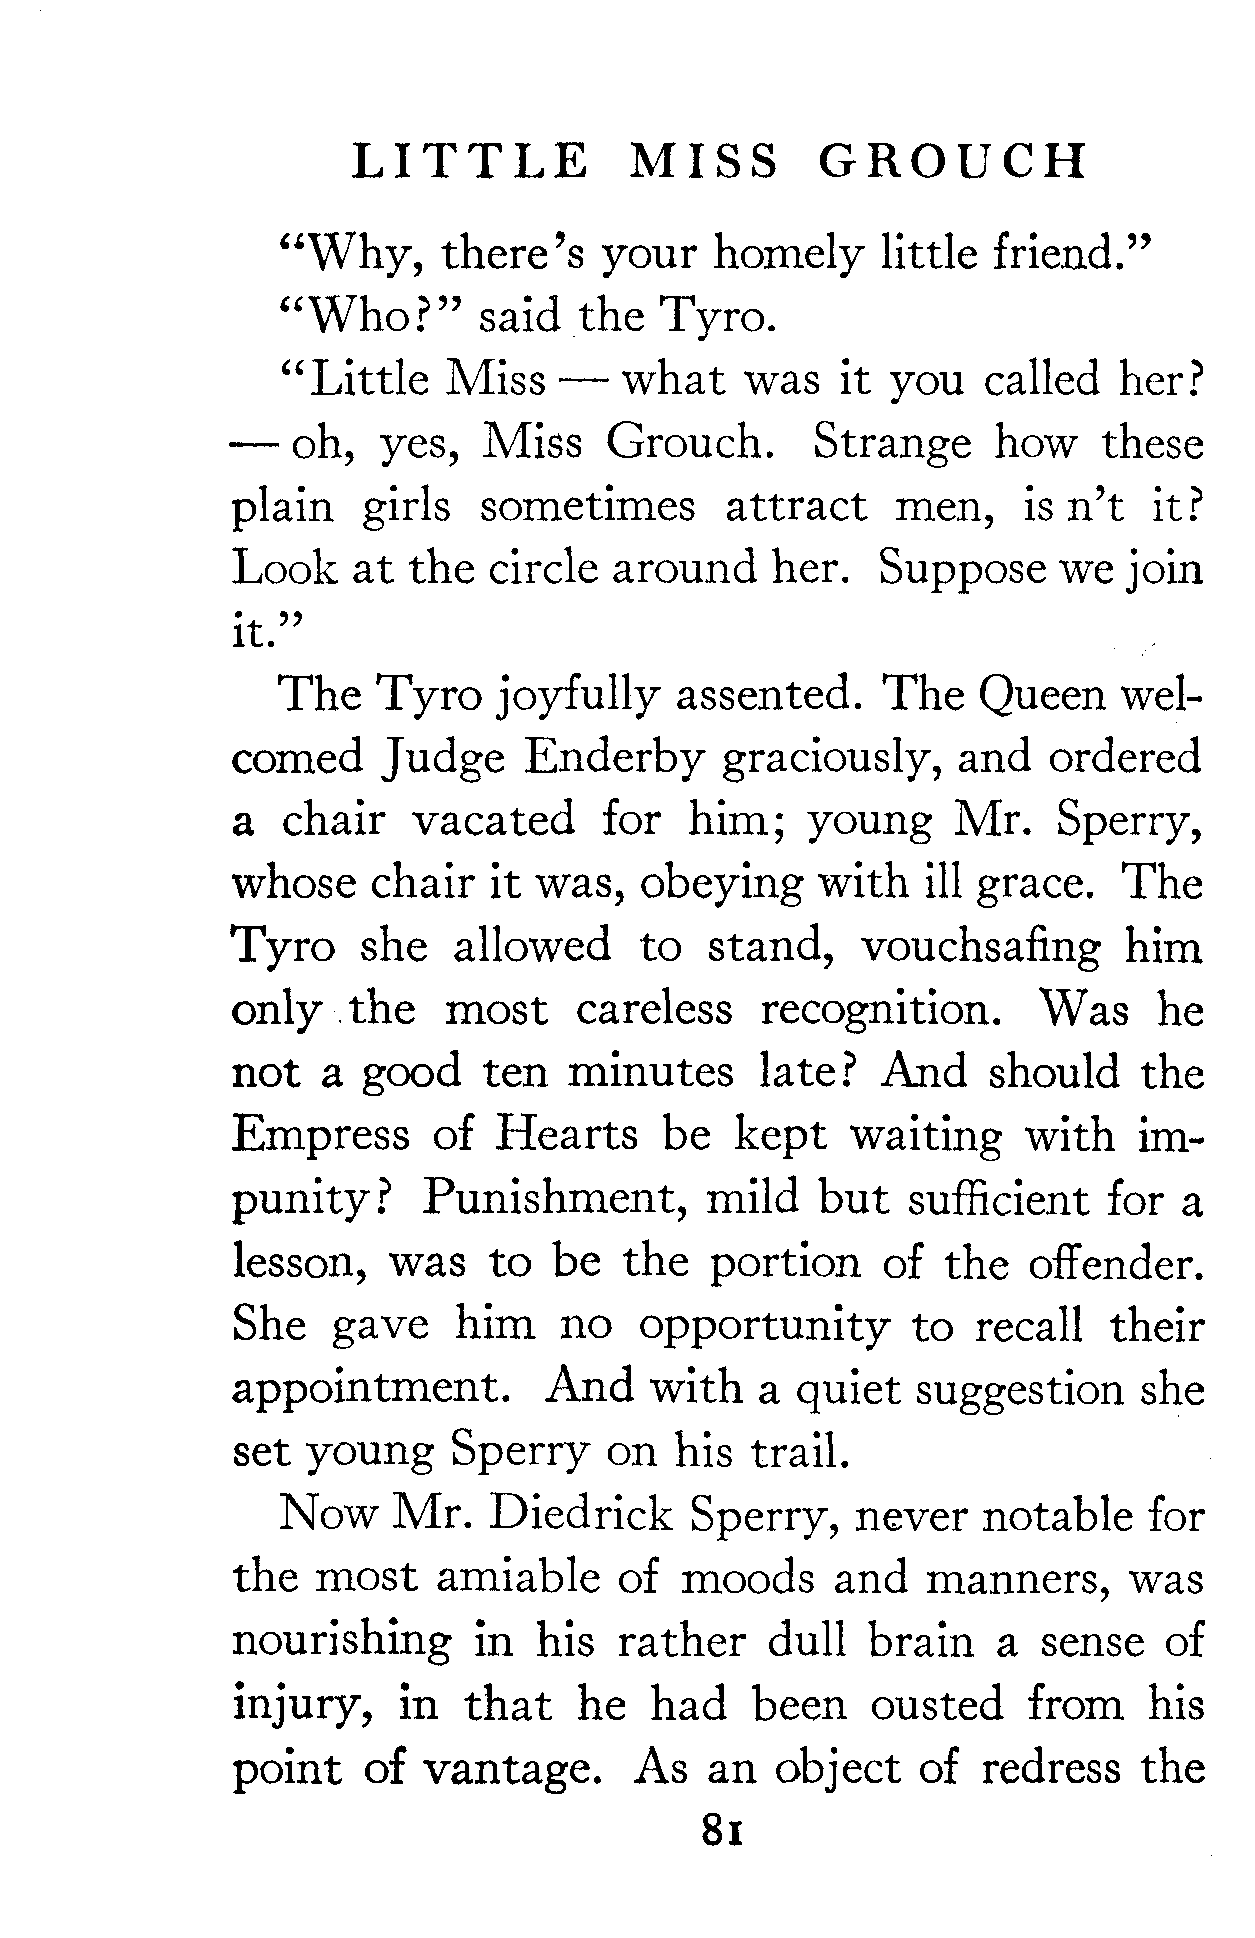 LITTLE MISS GROUCH
“Why, there’s your homely little friend.”
“Who?” said the Tyro.
“Little Miss — what was it you called her?
— oh, yes, Miss Grouch. Strange how these
plain girls sometimes attract men, is n’t it?
Look at the circle around her. Suppose we join
it.”
The Tyro joyfully assented. The Queen wel-
comed Judge Enderby graciously, and ordered
a chair vacated for him; young Mr. Sperry,
whose chair it was, obeying with ill grace. The
Tyro she allowed to stand, vouchsafing him
only the most careless recognition. Was he
not a good ten minutes late? And should the
Empress of Hearts be kept waiting with im-
punity? Punishment, mild but sufficient for a
lesson, was to be the portion of the offender.
She gave him no opportunity to recall their
appointment. And with a quiet suggestion she
set young Sperry on his trail.
Now Mr. Diedrick Sperry, never notable for
the most amiable of moods and manners, was
nourishing in his rather dull brain a sense of
injury, in that he had been ousted from his
point of vantage. As an object of redress the
81